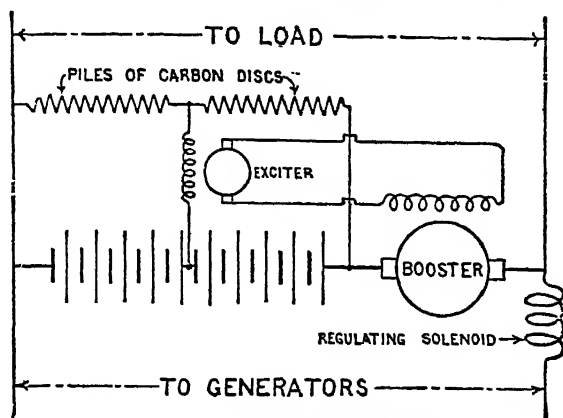 TO LOAD
PILES OF CARBON DISCS
EXCITER
BOOSTER
REGULATING SOLENOID
TO GENERATORS